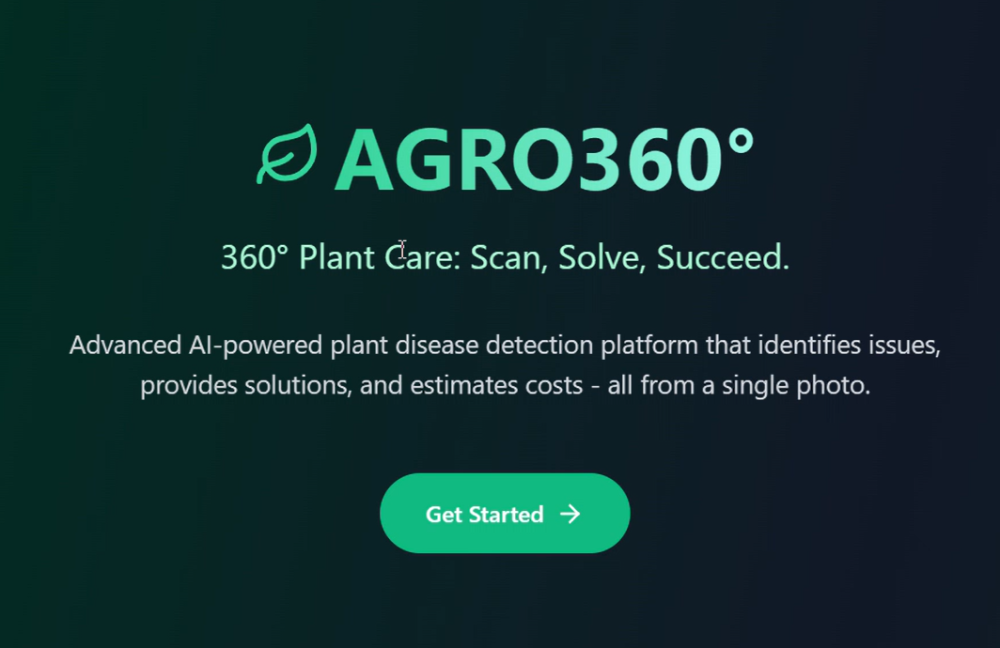 AGRO360°
360° Plant Care: Scan, Solve, Succeed.
Advanced AI-powered plant disease detection platform that identifies issues,
provides solutions, and estimates costs - all from a single photo.
Get Started